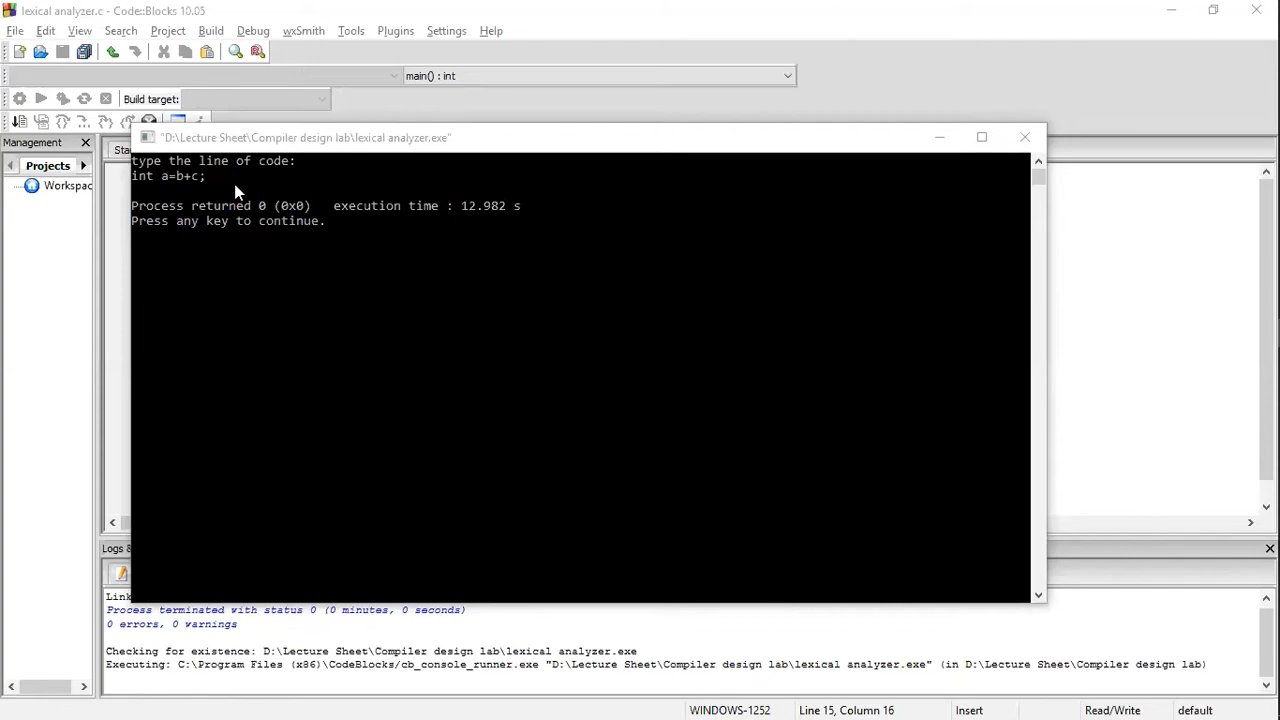 lexical analyzer.c - Code::Blocks 10.05
File Edit View Search Project Build Debug wxSmith Tools Plugins Settings Help
main() : int
Build target:
Management
"D:\Lecture Sheet\Compiler design lab\lexical analyzer.exe"
Projects
Workspac
type the line of code:
int a=b+c;
Process returned 0 (0x0) execution time : 12.982 s
Press any key to continue.
Logs &
Process terminated with status 0 (0 minutes, 0 seconds)
0 errors, 0 warnings
Checking for existence: D:\Lecture Sheet\Compiler design lab\lexical analyzer.exe
Executing: C:\Program Files (x86)\CodeBlocks/cb_console_runner.exe "D:\Lecture Sheet\Compiler design lab\lexical analyzer.exe" (in D:\Lecture Sheet\Compiler design lab)
WINDOWS-1252 Line 15, Column 16 Insert Read/Write default